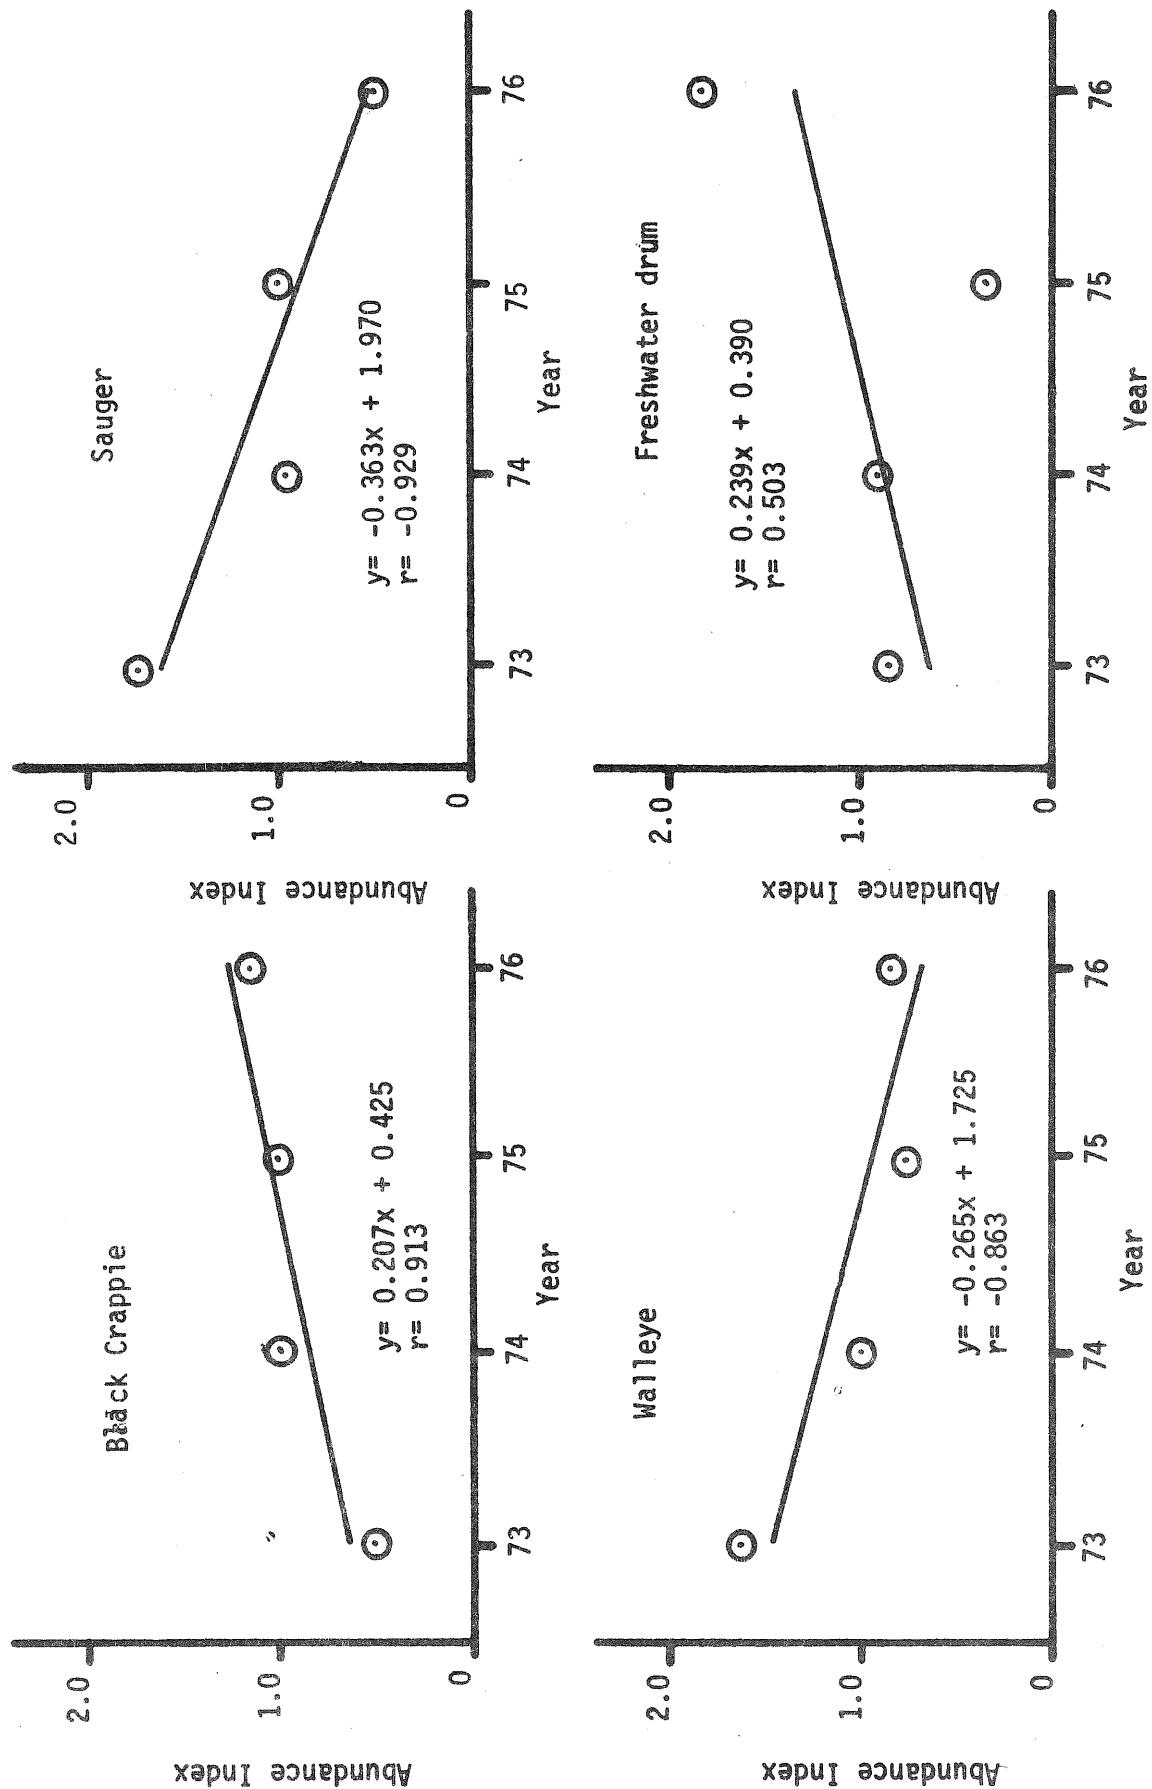 Black Crappie
Abundance Index
2.0
1.0
0
y= 0.207x + 0.425
r= 0.913
73
74
75
76
Year
Sauger
Abundance Index
2.0
1.0
0
y= -0.363x + 1.970
r= -0.929
73
74
75
76
Year
Walleye
Abundance Index
2.0
1.0
0
y= -0.265x + 1.725
r= -0.863
73
74
75
76
Year
Freshwater drum
Abundance Index
2.0
1.0
0
y= 0.239x + 0.390
r= 0.503
73
74
75
76
Year